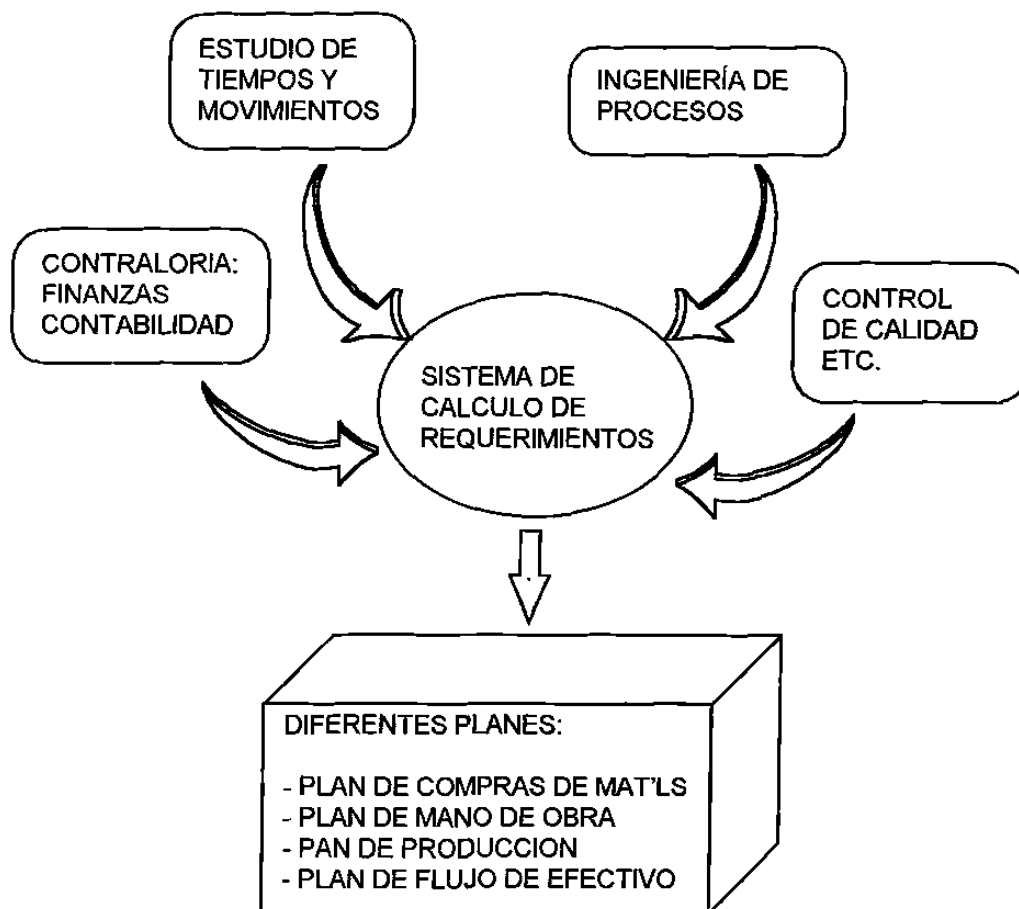 ESTUDIO DE
TIEMPOS Y
MOVIMIENTOS
INGENIERÍA DE
PROCESOS
CONTRALORIA:
FINANZAS
CONTABILIDAD
CONTROL
DE CALIDAD
ETC.
SISTEMA DE
CALCULO DE
REQUERIMIENTOS
DIFERENTES PLANES:
- PLAN DE COMPRAS DE MAT'LS
- PLAN DE MANO DE OBRA
- PAN DE PRODUCCION
- PLAN DE FLUJO DE EFECTIVO